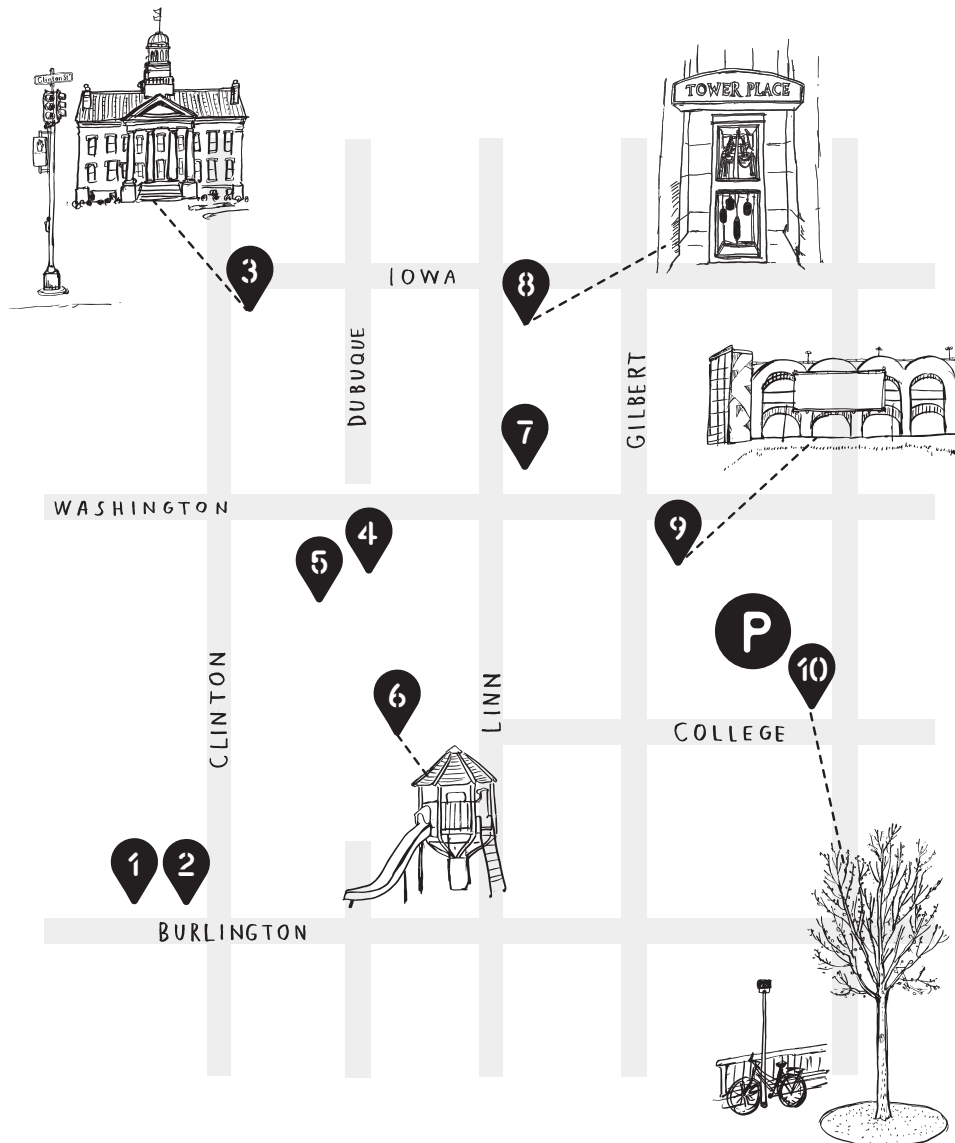 Clinton St
TOWER PLACE
3
IOWA
8
DUBUQUE
GILBERT
7
WASHINGTON
4
9
5
P
10
6
CLINTON
LINN
COLLEGE
1
2
BURLINGTON